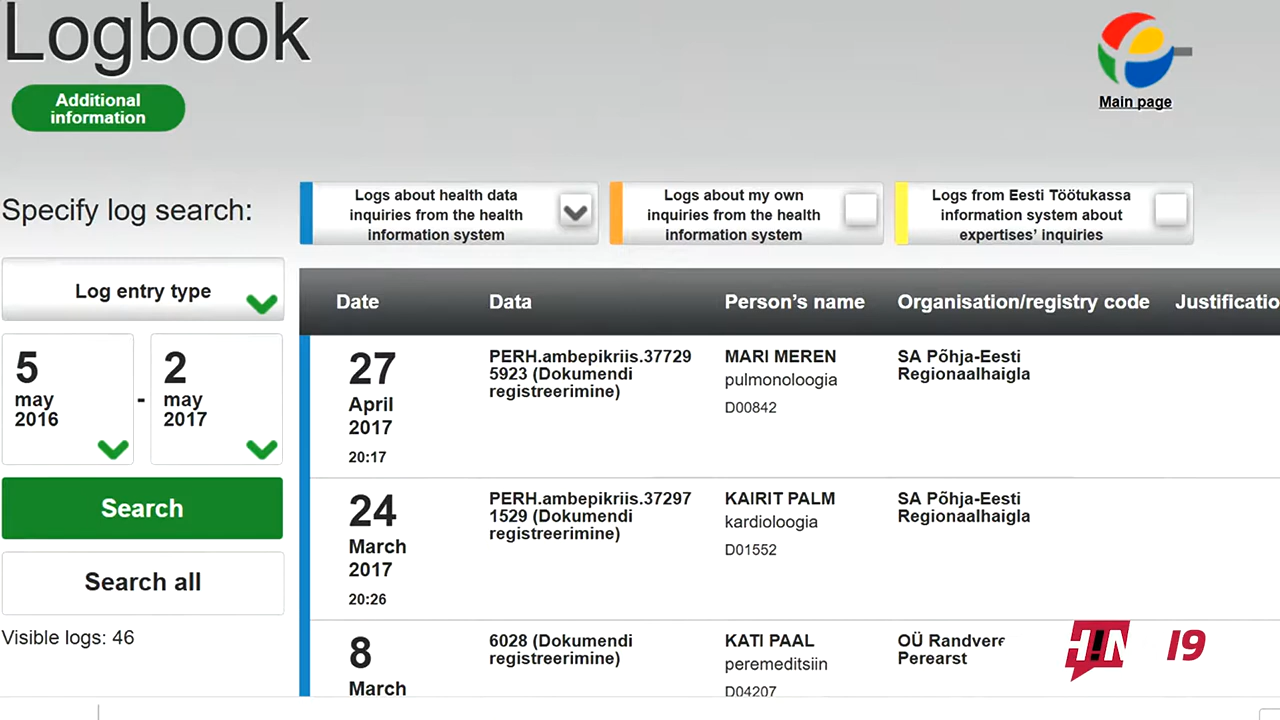 Logbook
Additional
information
Main page
Specify log search:
Logs about health data
inquiries from the health
information system
Logs about my own
inquiries from the health
information system
Logs from Eesti Töötukassa
information system about
expertises’ inquiries
Log entry type
5
may
2016
-
2
may
2017
Search
Search all
Visible logs: 46
Date
Data
Person’s name
Organisation/registry code
Justificatio
27
April
2017
20:17
PERH.ambepikriis.37729
5923 (Dokumendi
registreerimine)
MARI MEREN
pulmonoloogia
D00842
SA Põhja-Eesti
Regionaalhaigla
24
March
2017
20:26
PERH.ambepikriis.37297
1529 (Dokumendi
registreerimine)
KAIRIT PALM
kardioloogia
D01552
SA Põhja-Eesti
Regionaalhaigla
8
March
6028 (Dokumendi
registreerimine)
KATI PAAL
peremeditsiin
D04207
OÜ Randvere
Perearst
19